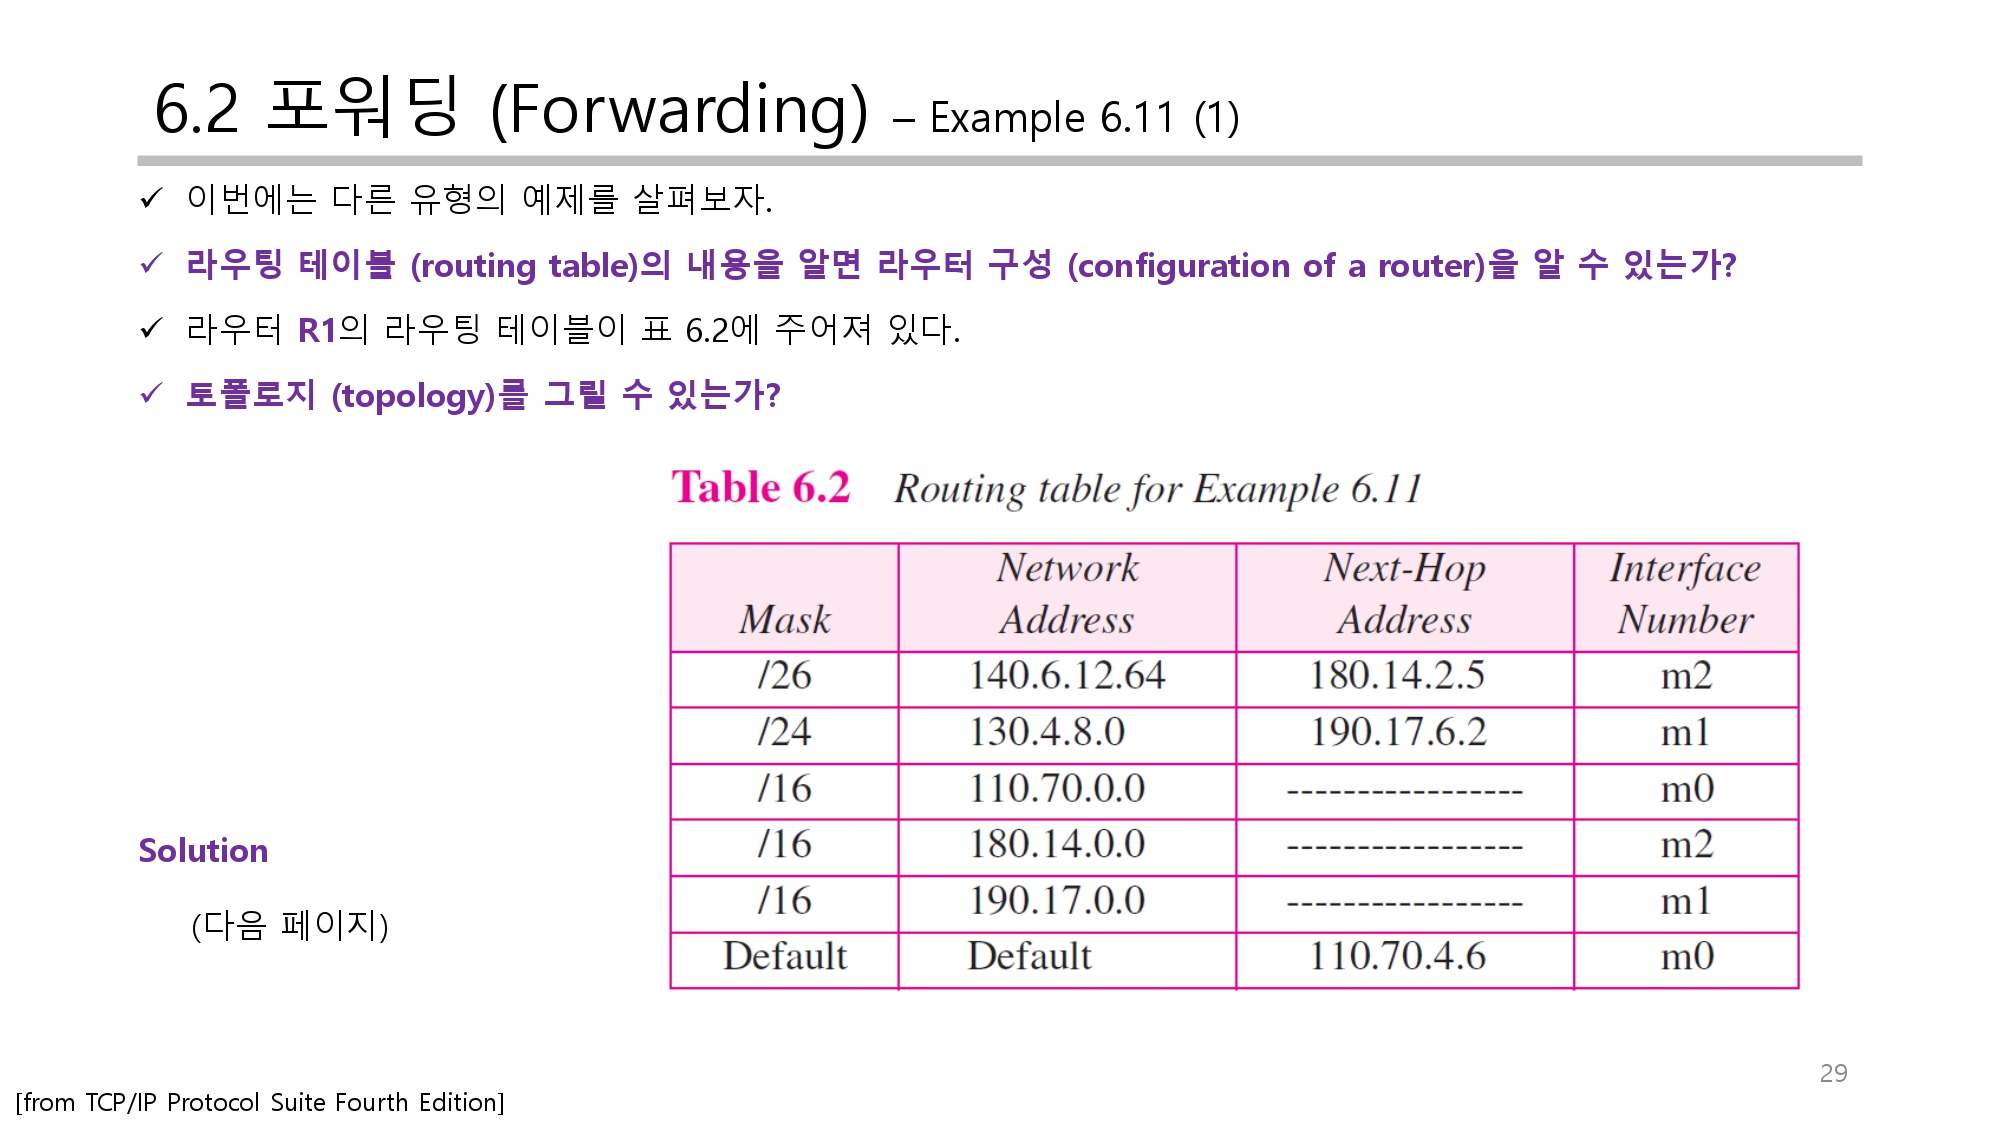 6.2 포워딩 (Forwarding) – Example 6.11 (1)
✓ 이번에는 다른 유형의 예제를 살펴보자.
✓ 라우팅 테이블 (routing table)의 내용을 알면 라우터 구성 (configuration of a router)을 알 수 있는가?
✓ 라우터 R1의 라우팅 테이블이 표 6.2에 주어져 있다.
✓ 토폴로지 (topology)를 그릴 수 있는가?
Table 6.2 Routing table for Example 6.11
Mask Network Address Next-Hop Address Interface Number
/26 140.6.12.64 180.14.2.5 m2
/24 130.4.8.0 190.17.6.2 m1
/16 110.70.0.0 ----------------- m0
/16 180.14.0.0 ----------------- m2
/16 190.17.0.0 ----------------- m1
Default Default 110.70.4.6 m0
Solution
(다음 페이지)
29
[from TCP/IP Protocol Suite Fourth Edition]